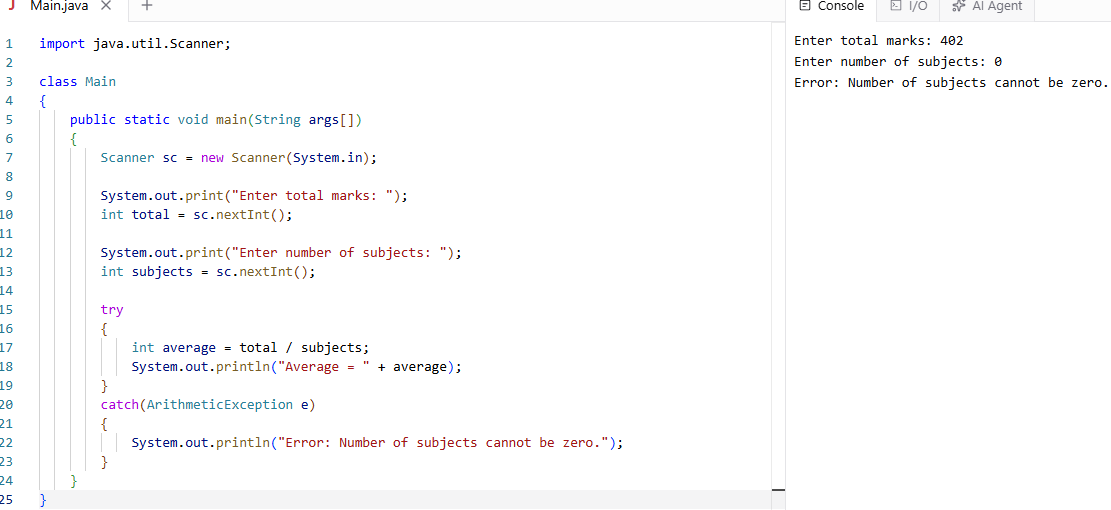 J Main.java × +
Console I/O AI Agent
1 import java.util.Scanner;
2
3 class Main
4 {
5 public static void main(String args[])
6 {
7 Scanner sc = new Scanner(System.in);
8
9 System.out.print("Enter total marks: ");
10 int total = sc.nextInt();
11
12 System.out.print("Enter number of subjects: ");
13 int subjects = sc.nextInt();
14
15 try
16 {
17 int average = total / subjects;
18 System.out.println("Average = " + average);
19 }
20 catch(ArithmeticException e)
21 {
22 System.out.println("Error: Number of subjects cannot be zero.");
23 }
24 }
25 }
Enter total marks: 402
Enter number of subjects: 0
Error: Number of subjects cannot be zero.